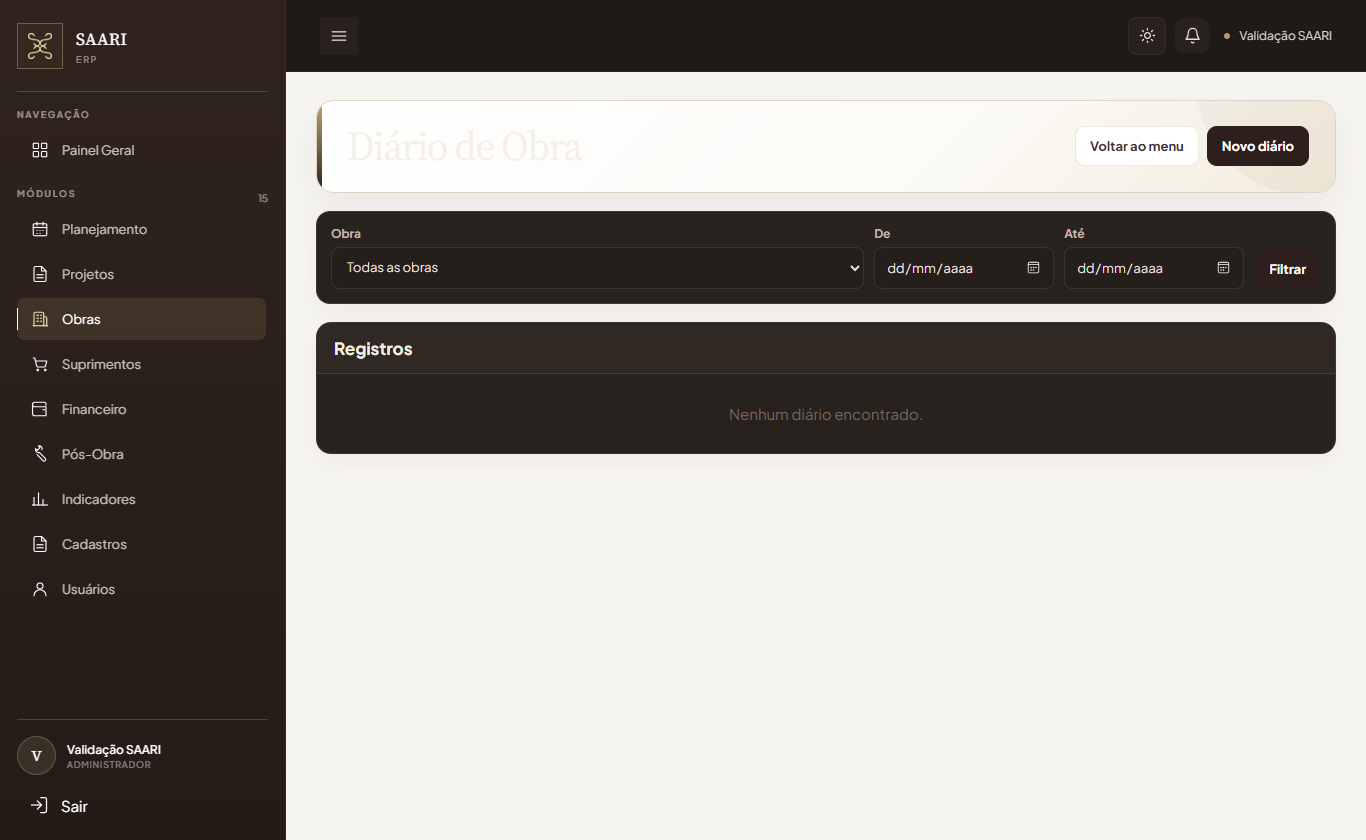 SAARI
ERP
NAVEGAÇÃO
Painel Geral
MÓDULOS
15
Planejamento
Projetos
Obras
Suprimentos
Financeiro
Pós-Obra
Indicadores
Cadastros
Usuários
V
Validação SAARI
ADMINISTRADOR
Sair
Validação SAARI
Diário de Obra
Voltar ao menu
Novo diário
Obra
De
Até
Todas as obras
dd/mm/aaaa
dd/mm/aaaa
Filtrar
Registros
Nenhum diário encontrado.